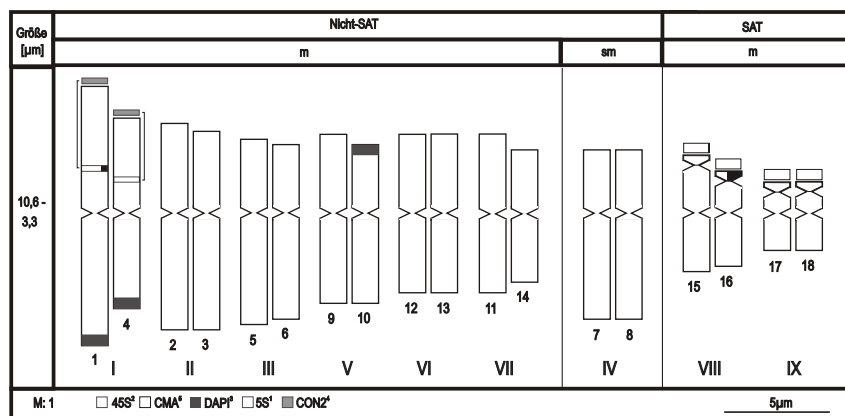 Größe
[µm]
Nicht-SAT
SAT
m
sm
m
10,6 -
3,3
1
4
2
3
5
6
9
10
12
13
11
14
7
8
15
16
17
18
I
II
III
V
VI
VII
IV
VIII
IX
M: 1
45S² CMA⁵ DAPI³ 5S¹ CON2⁴
5µm